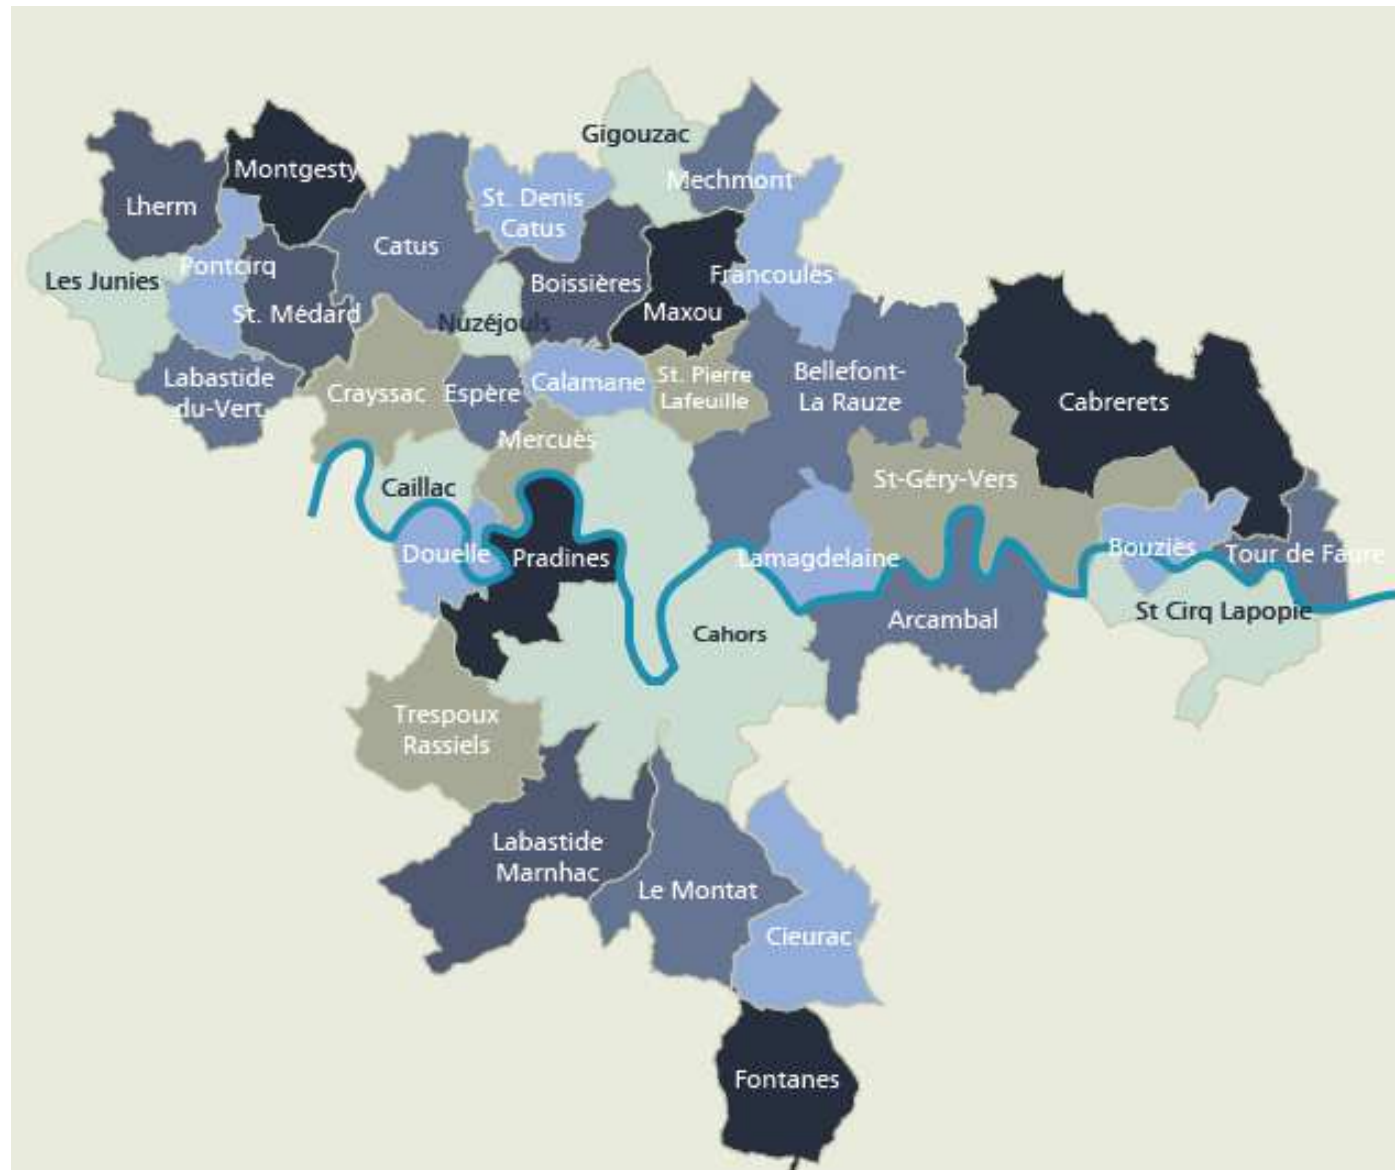 Gigouzac
Montgesty
Mechmont
Lherm
St. Denis
Catus
Catus
Pontcirq
Francoulès
Les Junies
Boissières
St. Médard
Nuzéjouls
Maxou
Labastide
du-Vert
Crayssac
Espère
Calamane
St. Pierre
Lafeuille
Bellefont-
La Rauze
Cabrerets
Mercuès
Caillac
St-Géry-Vers
Douelle
Pradines
Lamagdelaine
Bouziès
Tour de Faure
Cahors
Arcambal
St Cirq Lapopie
Trespoux
Rassiels
Labastide
Marnhac
Le Montat
Cieurac
Fontanes